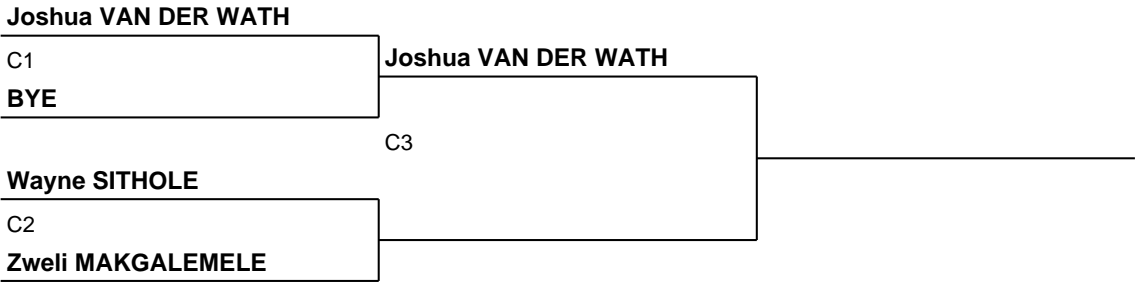 Joshua VAN DER WATH
C1
Joshua VAN DER WATH
BYE
C3
Wayne SITHOLE
C2
Zweli MAKGALEMELE